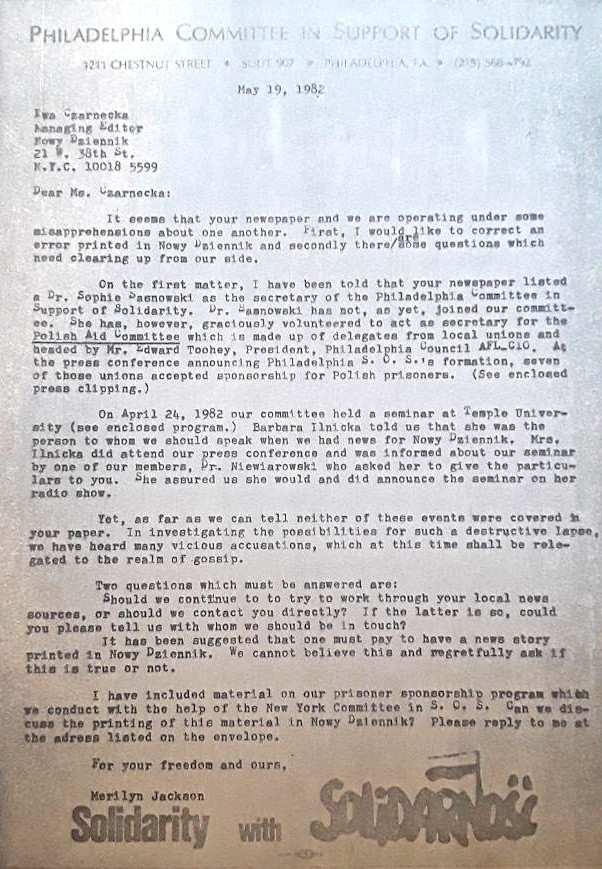 PHILADELPHIA COMMITTEE IN SUPPORT OF SOLIDARITY
CHESTNUT STREET • SUITE 907 • PHILADELPHIA, PA. • (215)
May 19, 1982
Ewa Czarnecka
Managing Editor
Nowy Dziennik
21 W. 38th St.
N.Y.C. 10018 5599
Dear Ms. Czarnecka:
It seems that your newspaper and we are operating under some
misapprehensions about one another. First, I would like to correct an
error printed in Nowy Dziennik and secondly there/are some questions which
need clearing up from our side.
On the first matter, I have been told that your newspaper listed
a Dr. Sophie Sasnowski as the secretary of the Philadelphia Committee in
Support of Solidarity. Dr. Sasnowski has not, as yet, joined our committ-
ee. She has, however, graciously volunteered to act as secretary for the
Polish Aid Committee which is made up of delegates from local unions and
headed by Mr. Edward Toohey, President, Philadelphia Council AFL_CIO. At
the press conference announcing Philadelphia S. O. S.'s formation, seven
of those unions accepted sponsorship for Polish prisoners. (See enclosed
press clipping.)
On April 24, 1982 our committee held a seminar at Temple Univer-
sity (see enclosed program.) Barbara Ilnicka told us that she was the
person to whom we should speak when we had news for Nowy Dziennik. Mrs.
Ilnicka did attend our press conference and was informed about our seminar
by one of our members, Dr. Niewiarowski who asked her to give the particu-
lars to you. She assured us she would and did announce the seminar on her
radio show.
Yet, as far as we can tell neither of these events were covered in
your paper. In investigating the possibilities for such a destructive lapse,
we have heard many vicious accusations, which at this time shall be rele-
gated to the realm of gossip.
Two questions which must be answered are:
Should we continue to to try to work through your local news
sources, or should we contact you directly? If the latter is so, could
you please tell us with whom we should be in touch?
It has been suggested that one must pay to have a news story
printed in Nowy Dziennik. We cannot believe this and regretfully ask if
this is true or not.
I have included material on our prisoner sponsorship program which
we conduct with the help of the New York Committee in S. O. S. Can we dis-
cuss the printing of this material in Nowy Dziennik? Please reply to me at
the adress listed on the envelope.
For your freedom and ours,
Merilyn Jackson
Solidarity with SOLIDARNOŚĆ